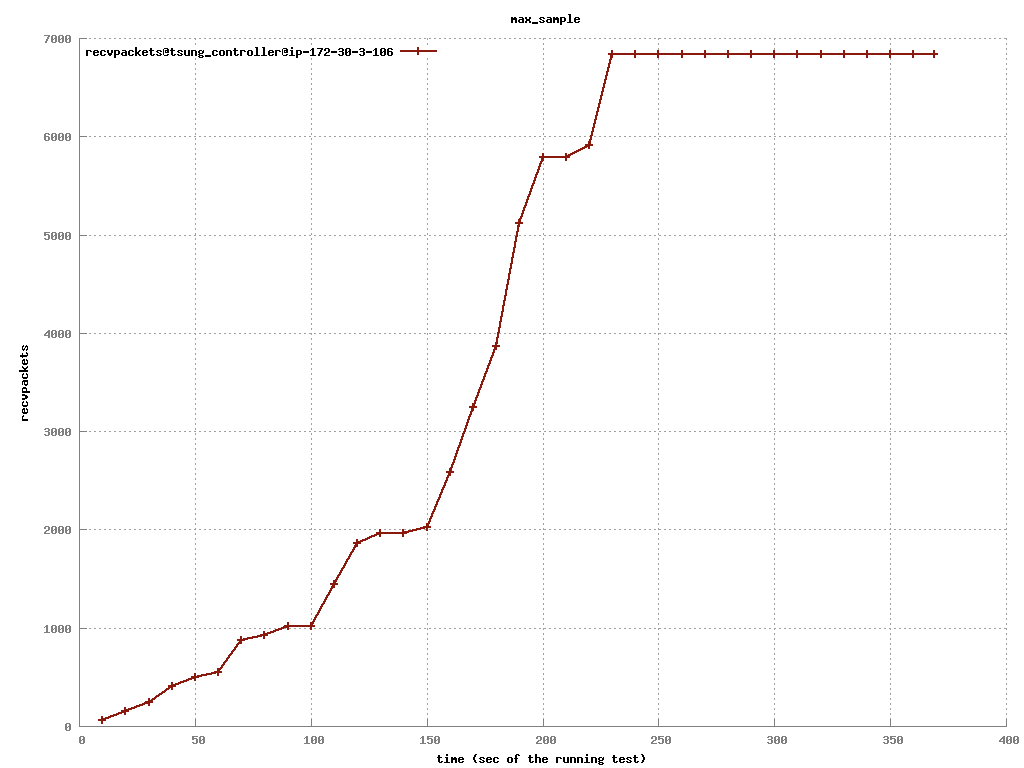 max_sample
7000
recvpackets@tsung_controller@ip-172-30-3-106
6000
5000
4000
recvpackets
3000
2000
1000
0
0 50 100 150 200 250 300 350 400
time (sec of the running test)